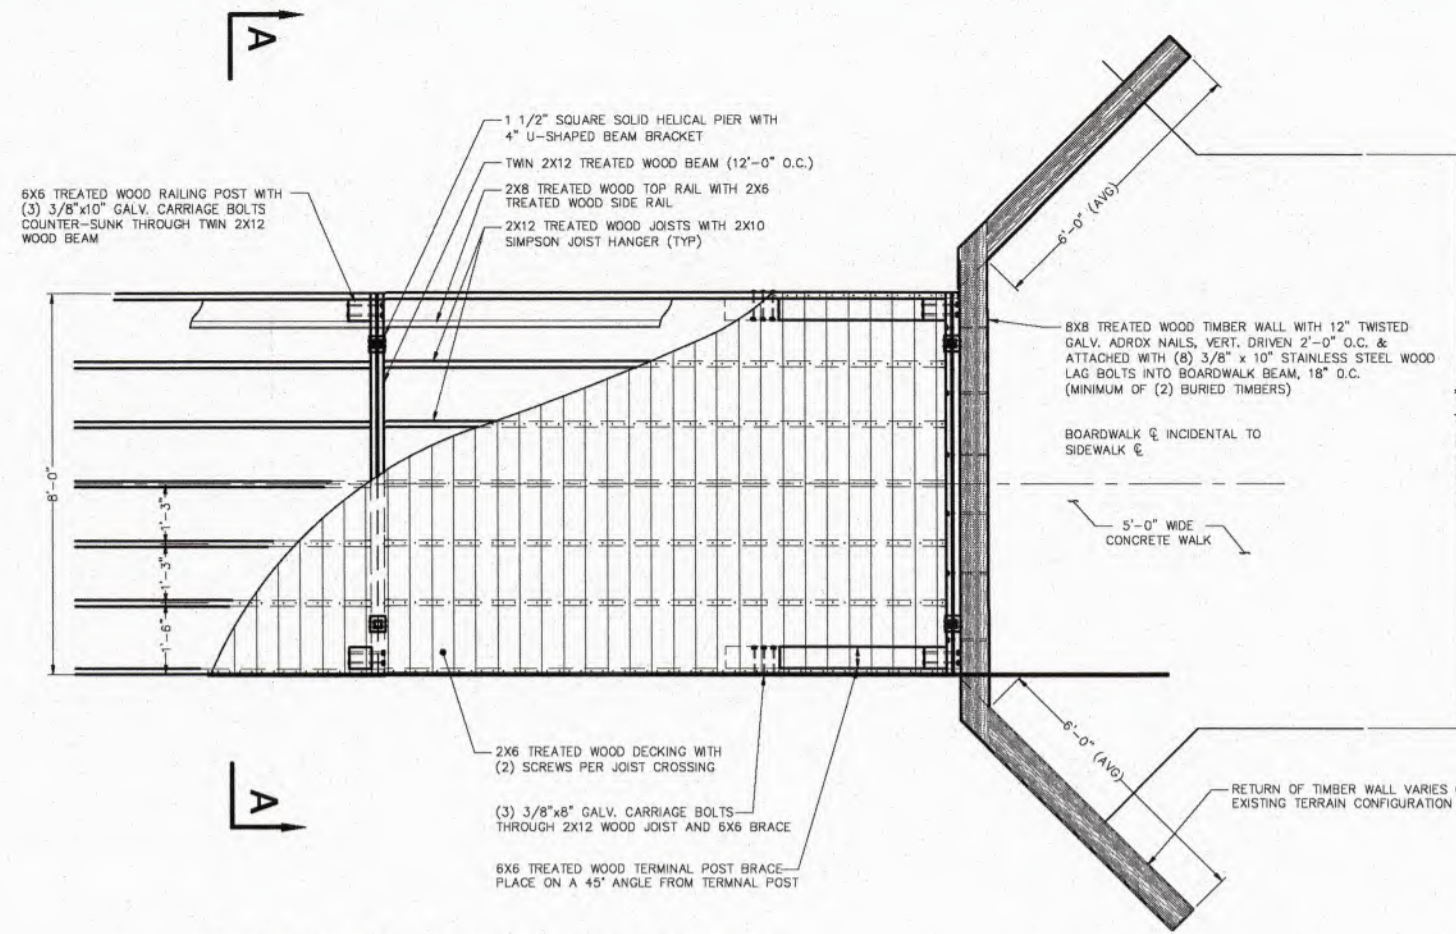 A
1 1/2" SQUARE SOLID HELICAL PIER WITH
4" U-SHAPED BEAM BRACKET
TWIN 2X12 TREATED WOOD BEAM (12'-0" O.C.)
2X8 TREATED WOOD TOP RAIL WITH 2X6
TREATED WOOD SIDE RAIL
2X12 TREATED WOOD JOISTS WITH 2X10
SIMPSON JOIST HANGER (TYP)
6X6 TREATED WOOD RAILING POST WITH
(3) 3/8"x10" GALV. CARRIAGE BOLTS
COUNTER-SUNK THROUGH TWIN 2X12
WOOD BEAM
6'-0" (AVG)
8X8 TREATED WOOD TIMBER WALL WITH 12" TWISTED
GALV. ADROX NAILS, VERT. DRIVEN 2'-0" O.C. &
ATTACHED WITH (8) 3/8" x 10" STAINLESS STEEL WOOD
LAG BOLTS INTO BOARDWALK BEAM, 18" O.C.
(MINIMUM OF (2) BURIED TIMBERS)
BOARDWALK ℄ INCIDENTAL TO
SIDEWALK ℄
8'-0"
1'-3"
1'-3"
1'-6"
5'-0" WIDE
CONCRETE WALK
6'-0" (AVG)
2X6 TREATED WOOD DECKING WITH
(2) SCREWS PER JOIST CROSSING
(3) 3/8"x8" GALV. CARRIAGE BOLTS
THROUGH 2X12 WOOD JOIST AND 6X6 BRACE
6X6 TREATED WOOD TERMINAL POST BRACE
PLACE ON A 45° ANGLE FROM TERMNAL POST
RETURN OF TIMBER WALL VARIES
EXISTING TERRAIN CONFIGURATION
A